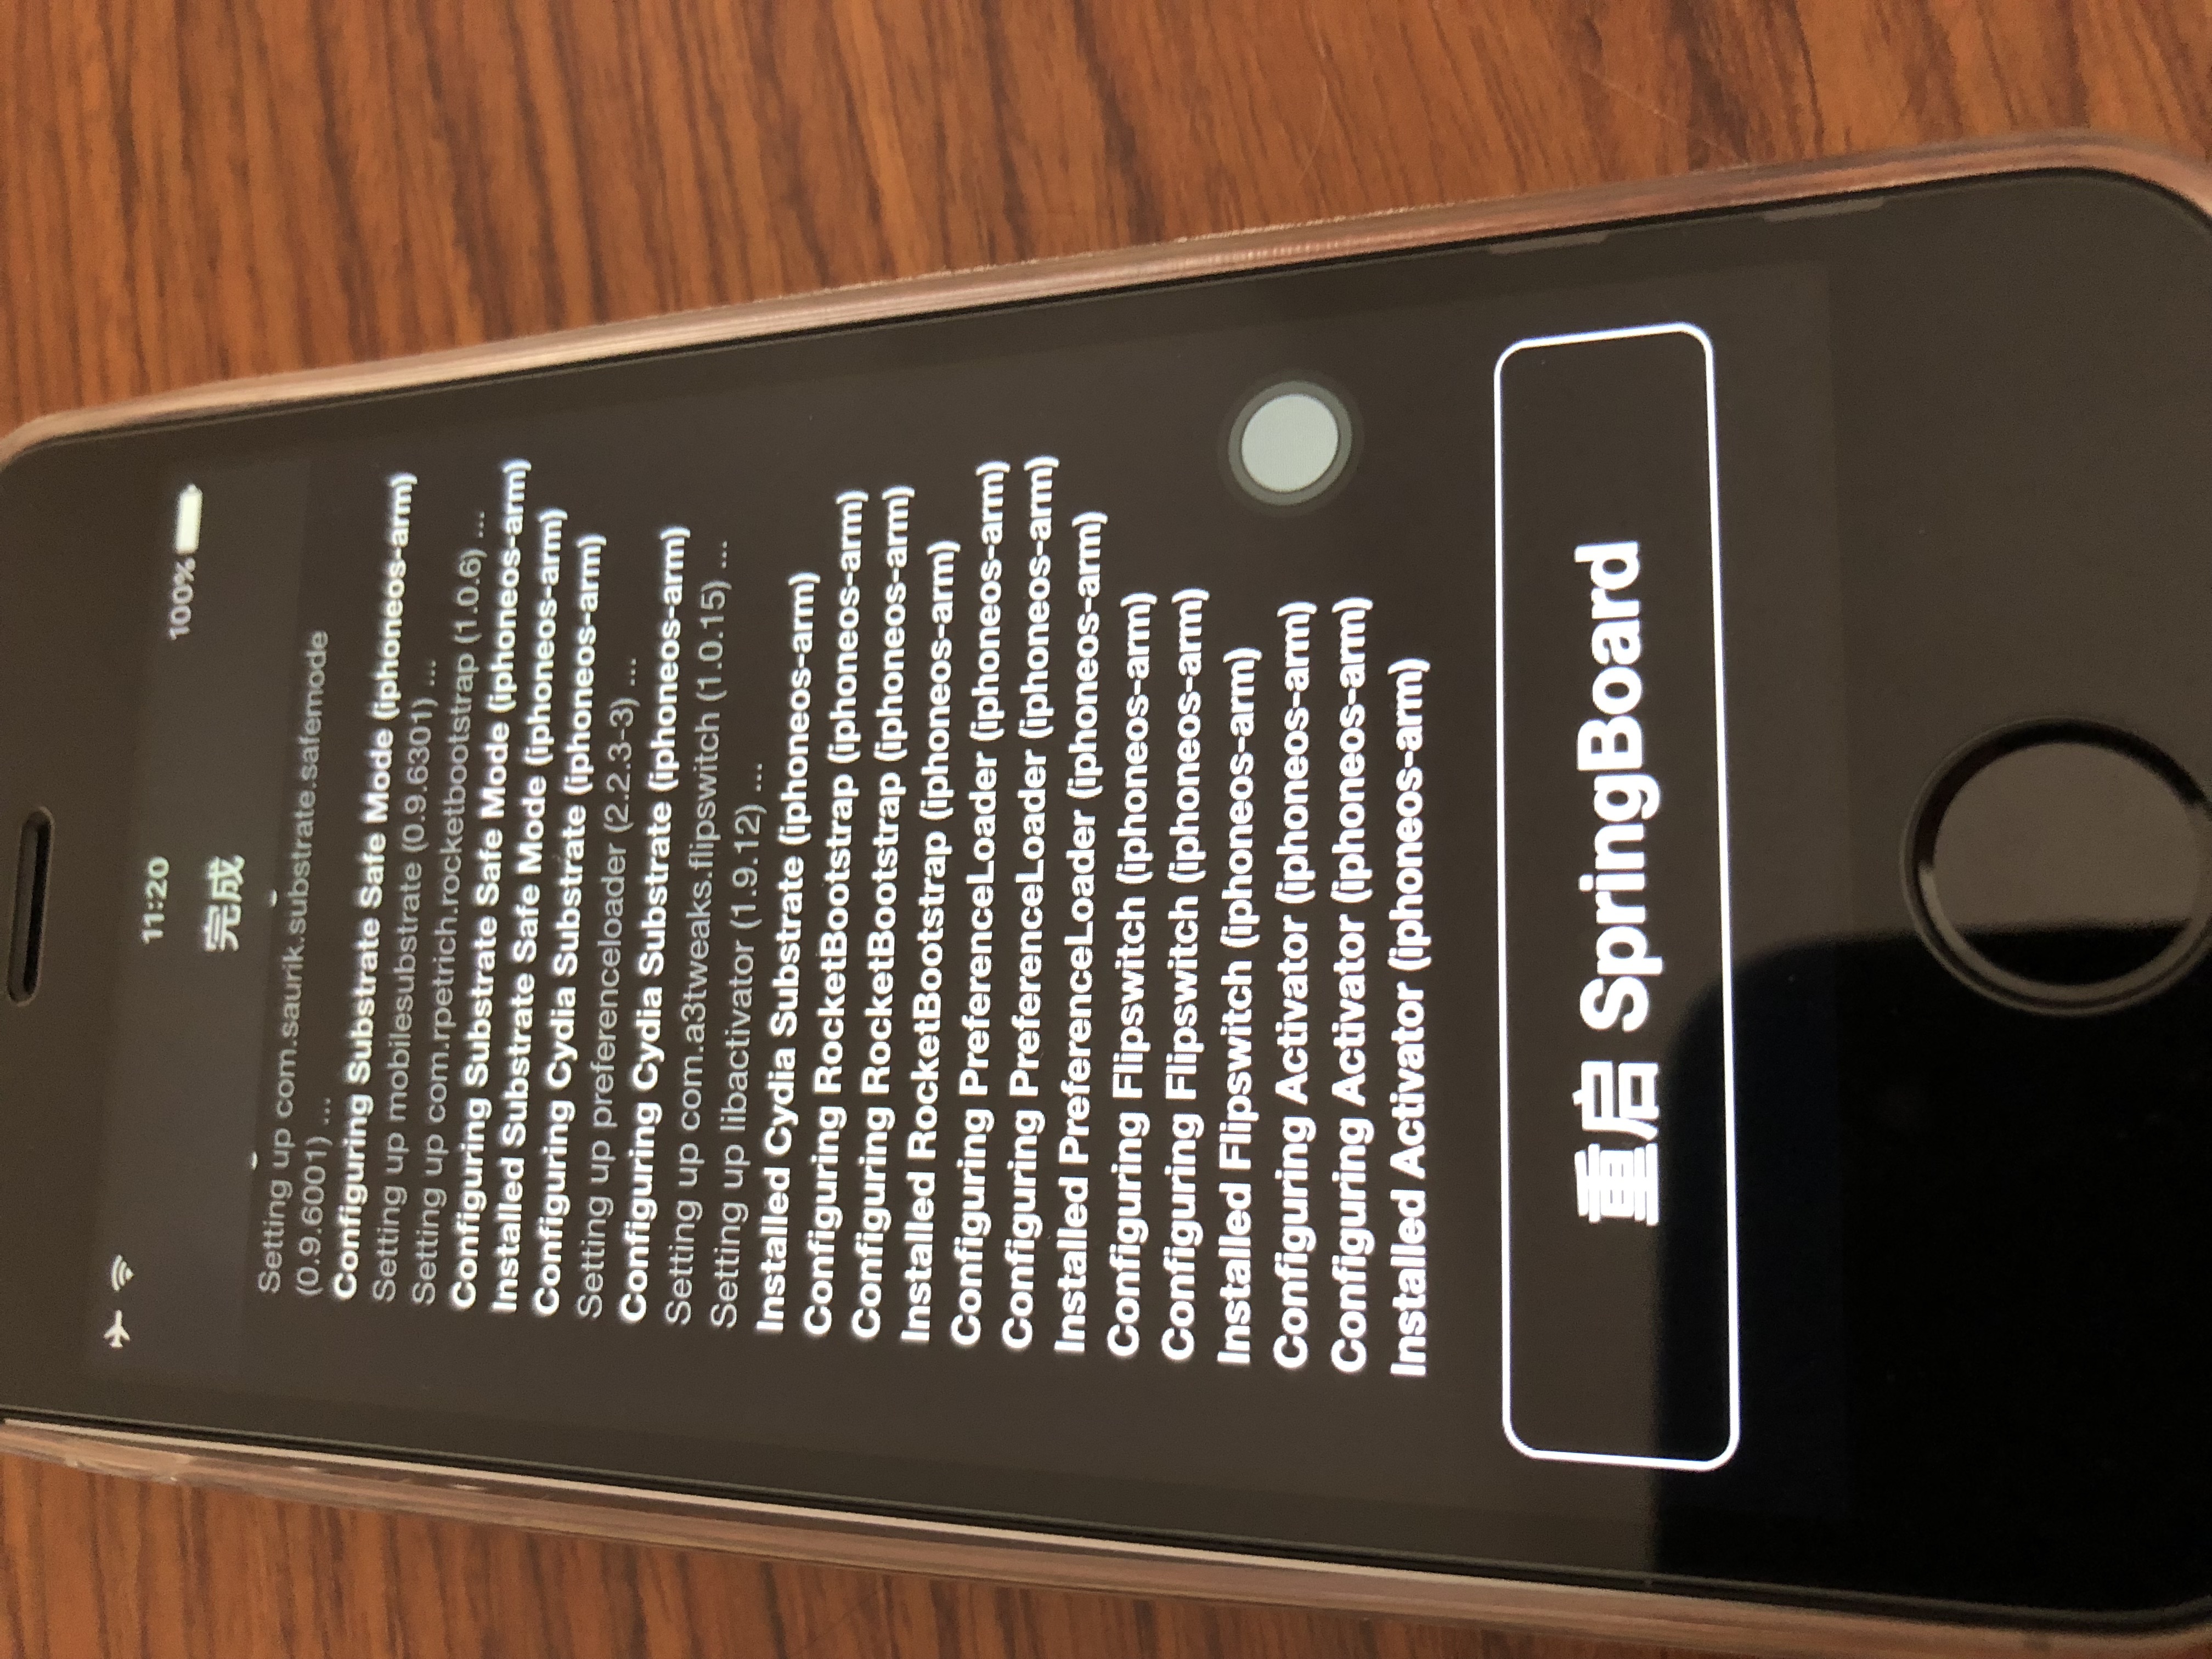 11:20
100%
完成
Setting up com.saurik.substrate.safemode
(0.9.6001) ...
Configuring Substrate Safe Mode (iphoneos-arm)
Setting up mobilesubstrate (0.9.6301) ...
Setting up com.rpetrich.rocketbootstrap (1.0.6) ...
Configuring Substrate Safe Mode (iphoneos-arm)
Installed Substrate Safe Mode (iphoneos-arm)
Configuring Cydia Substrate (iphoneos-arm)
Setting up preferenceloader (2.2.3-3) ...
Configuring Cydia Substrate (iphoneos-arm)
Setting up com.a3tweaks.flipswitch (1.0.15) ...
Setting up libactivator (1.9.12) ...
Installed Cydia Substrate (iphoneos-arm)
Configuring RocketBootstrap (iphoneos-arm)
Configuring RocketBootstrap (iphoneos-arm)
Installed RocketBootstrap (iphoneos-arm)
Configuring PreferenceLoader (iphoneos-arm)
Configuring PreferenceLoader (iphoneos-arm)
Installed PreferenceLoader (iphoneos-arm)
Configuring Flipswitch (iphoneos-arm)
Configuring Flipswitch (iphoneos-arm)
Installed Flipswitch (iphoneos-arm)
Configuring Activator (iphoneos-arm)
Configuring Activator (iphoneos-arm)
Installed Activator (iphoneos-arm)
重启 SpringBoard